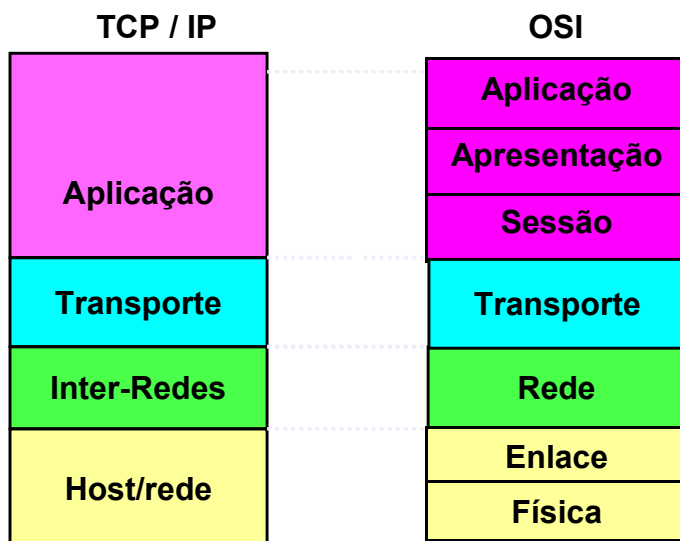 TCP / IP
OSI
Aplicação
Transporte
Inter-Redes
Host/rede
Aplicação
Apresentação
Sessão
Transporte
Rede
Enlace
Física